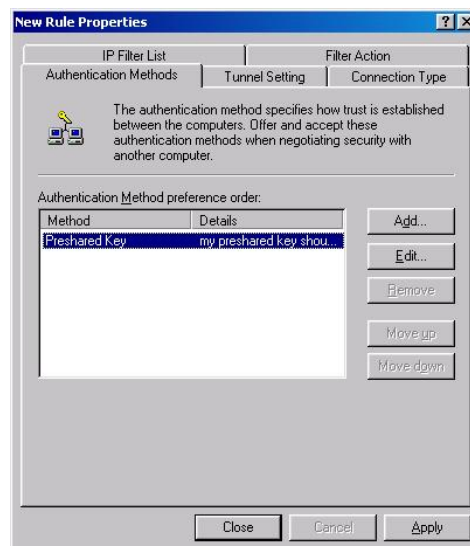 New Rule Properties
IP Filter List
Filter Action
Authentication Methods
Tunnel Setting
Connection Type
The authentication method specifies how trust is established
between the computers. Offer and accept these
authentication methods when negotiating security with
another computer.
Authentication Method preference order:
Method
Details
Preshared Key
my preshared key shou...
Add...
Edit...
Remove
Move up
Move down
Close
Cancel
Apply